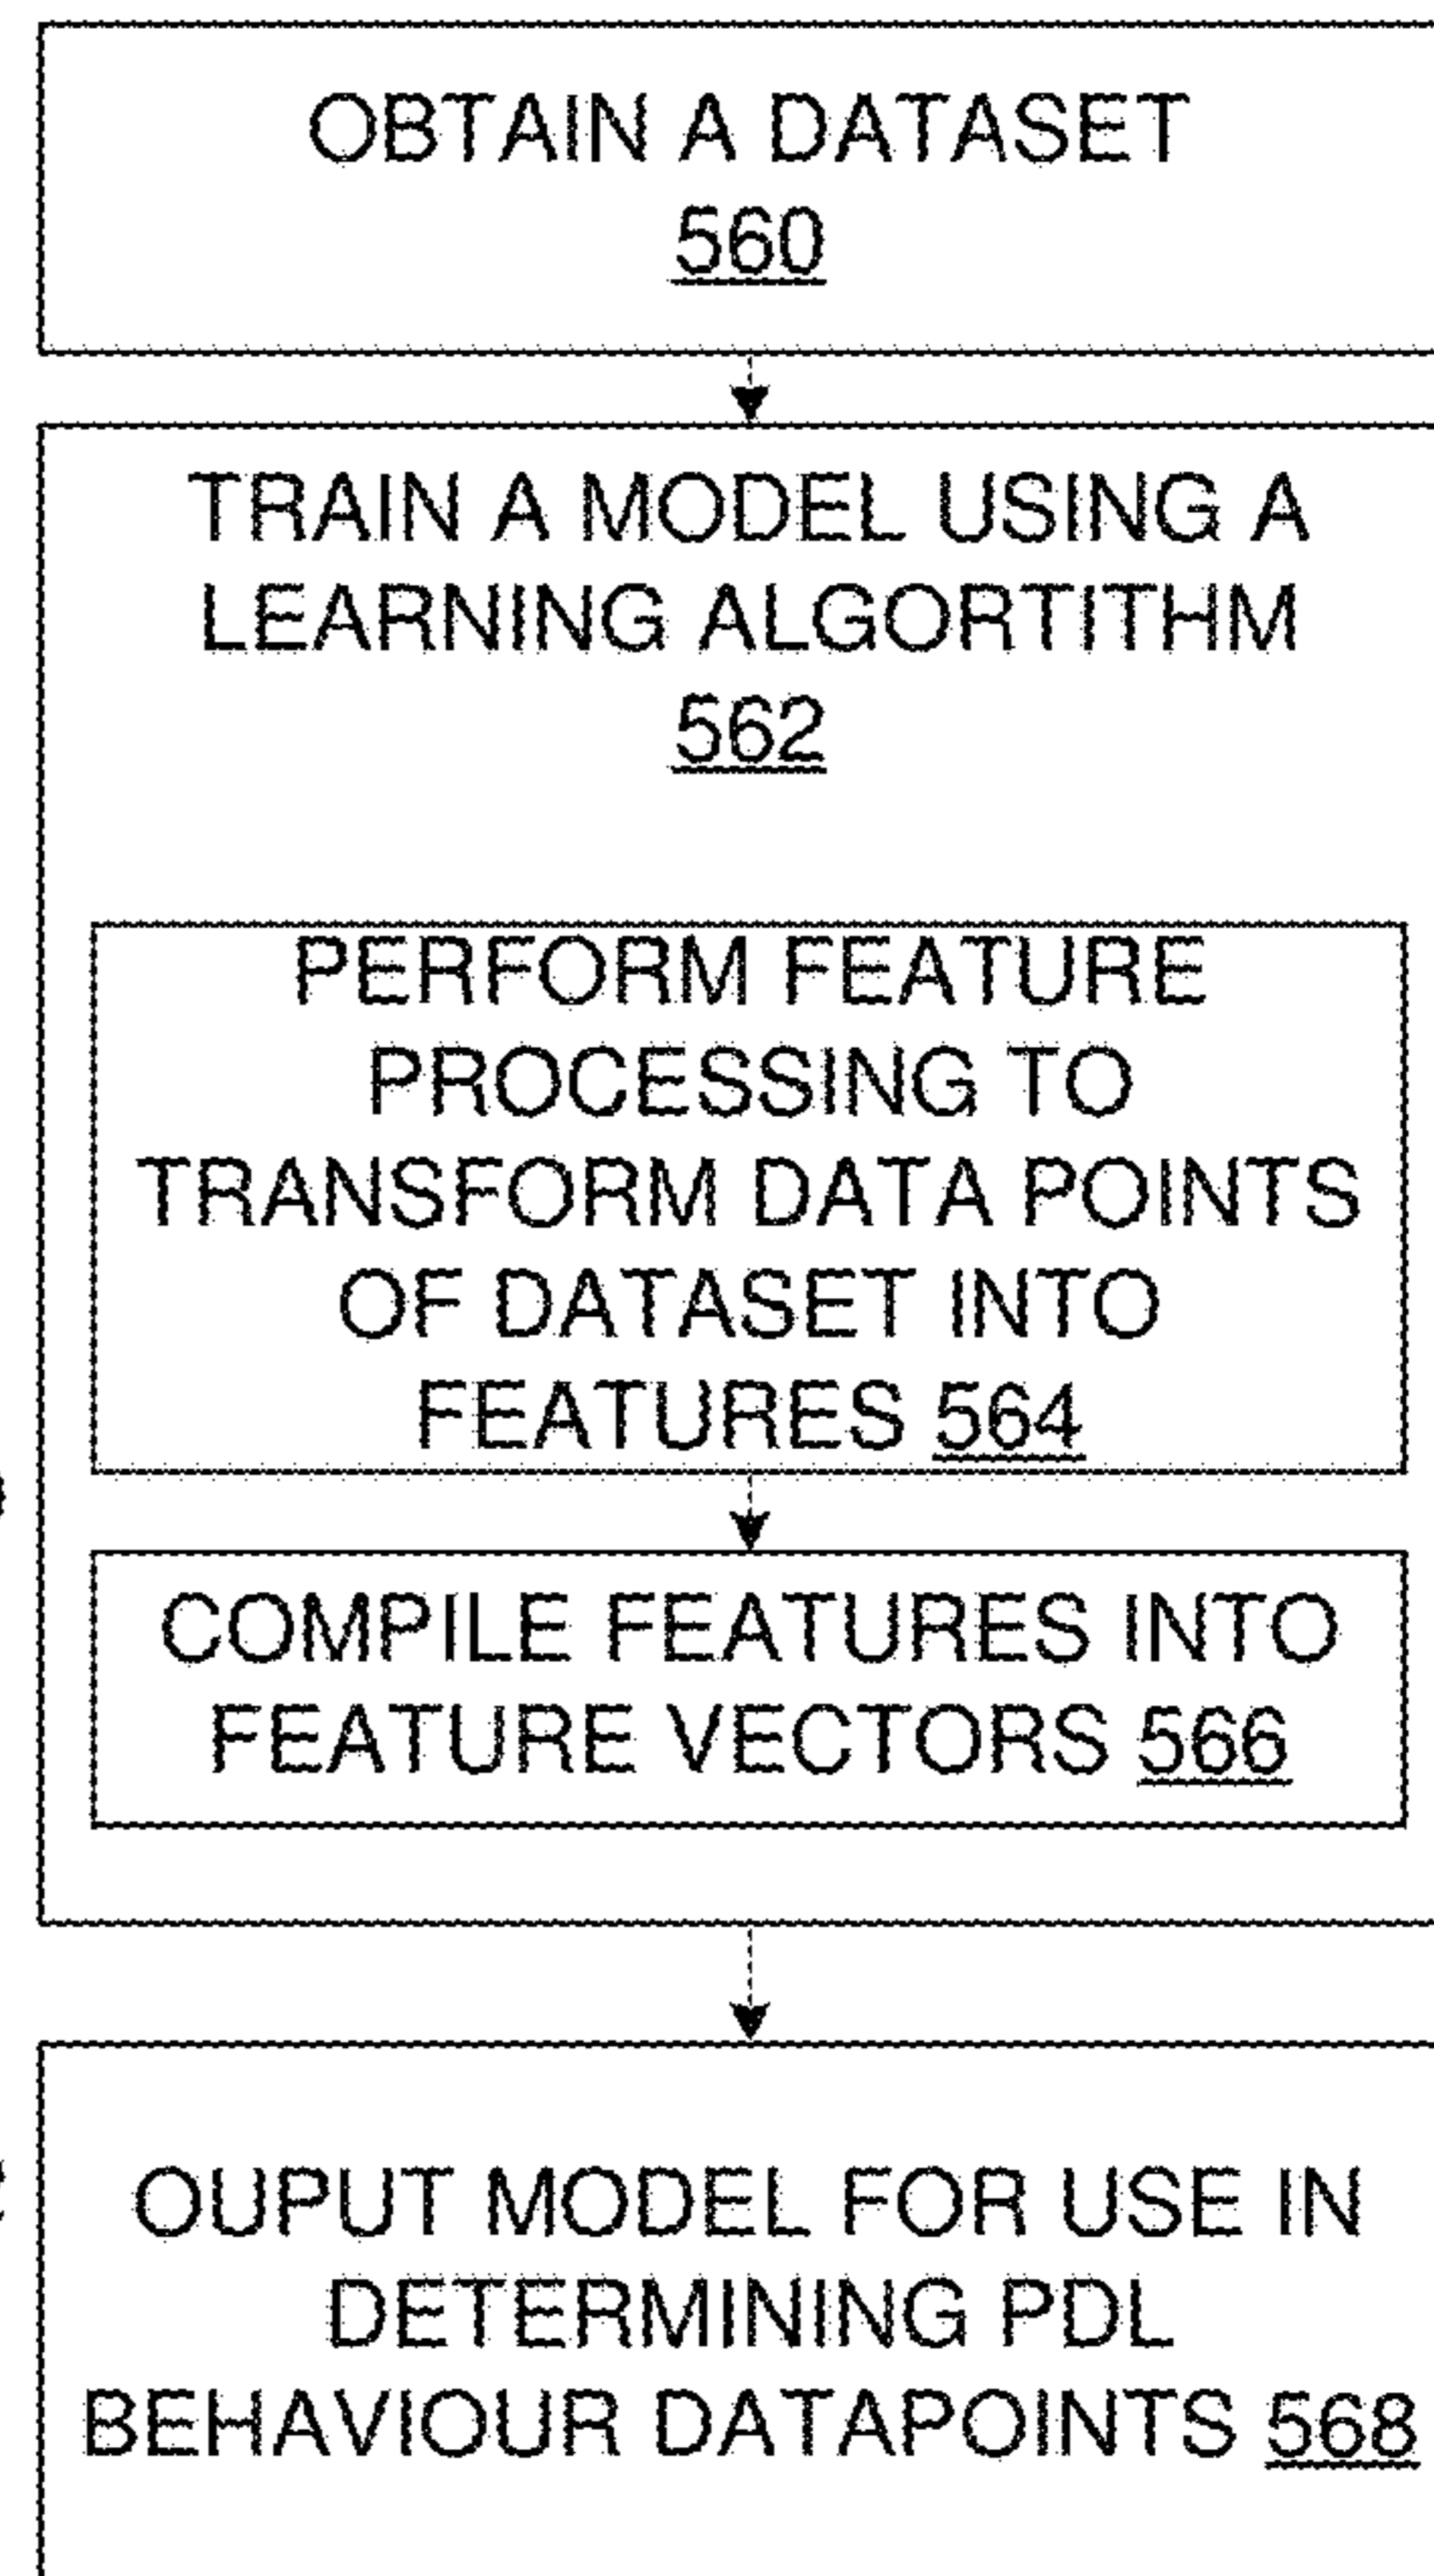 OBTAIN A DATASET
560
TRAIN A MODEL USING A
LEARNING ALGORTITHM
562
PERFORM FEATURE
PROCESSING TO
TRANSFORM DATA POINTS
OF DATASET INTO
FEATURES 564
COMPILE FEATURES INTO
FEATURE VECTORS 566
OUPUT MODEL FOR USE IN
DETERMINING PDL
BEHAVIOUR DATAPOINTS 568